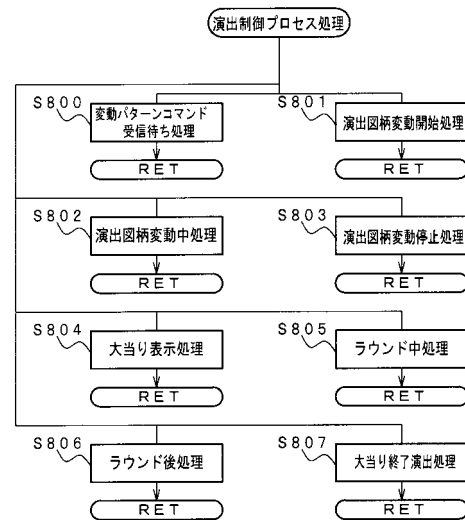 演出制御プロセス処理
S800
変動パターンコマンド
受信待ち処理
RET
S801
演出図柄変動開始処理
RET
S802
演出図柄変動中処理
RET
S803
演出図柄変動停止処理
RET
S804
大当り表示処理
RET
S805
ラウンド中処理
RET
S806
ラウンド後処理
RET
S807
大当り終了演出処理
RET